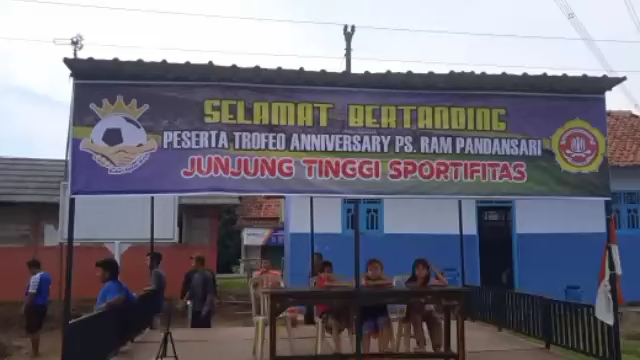 SELAMAT BERTANDING
PESERTA TROFEO ANNIVERSARY PS. RAM PANDANSARI
JUNJUNG TINGGI SPORTIFITAS